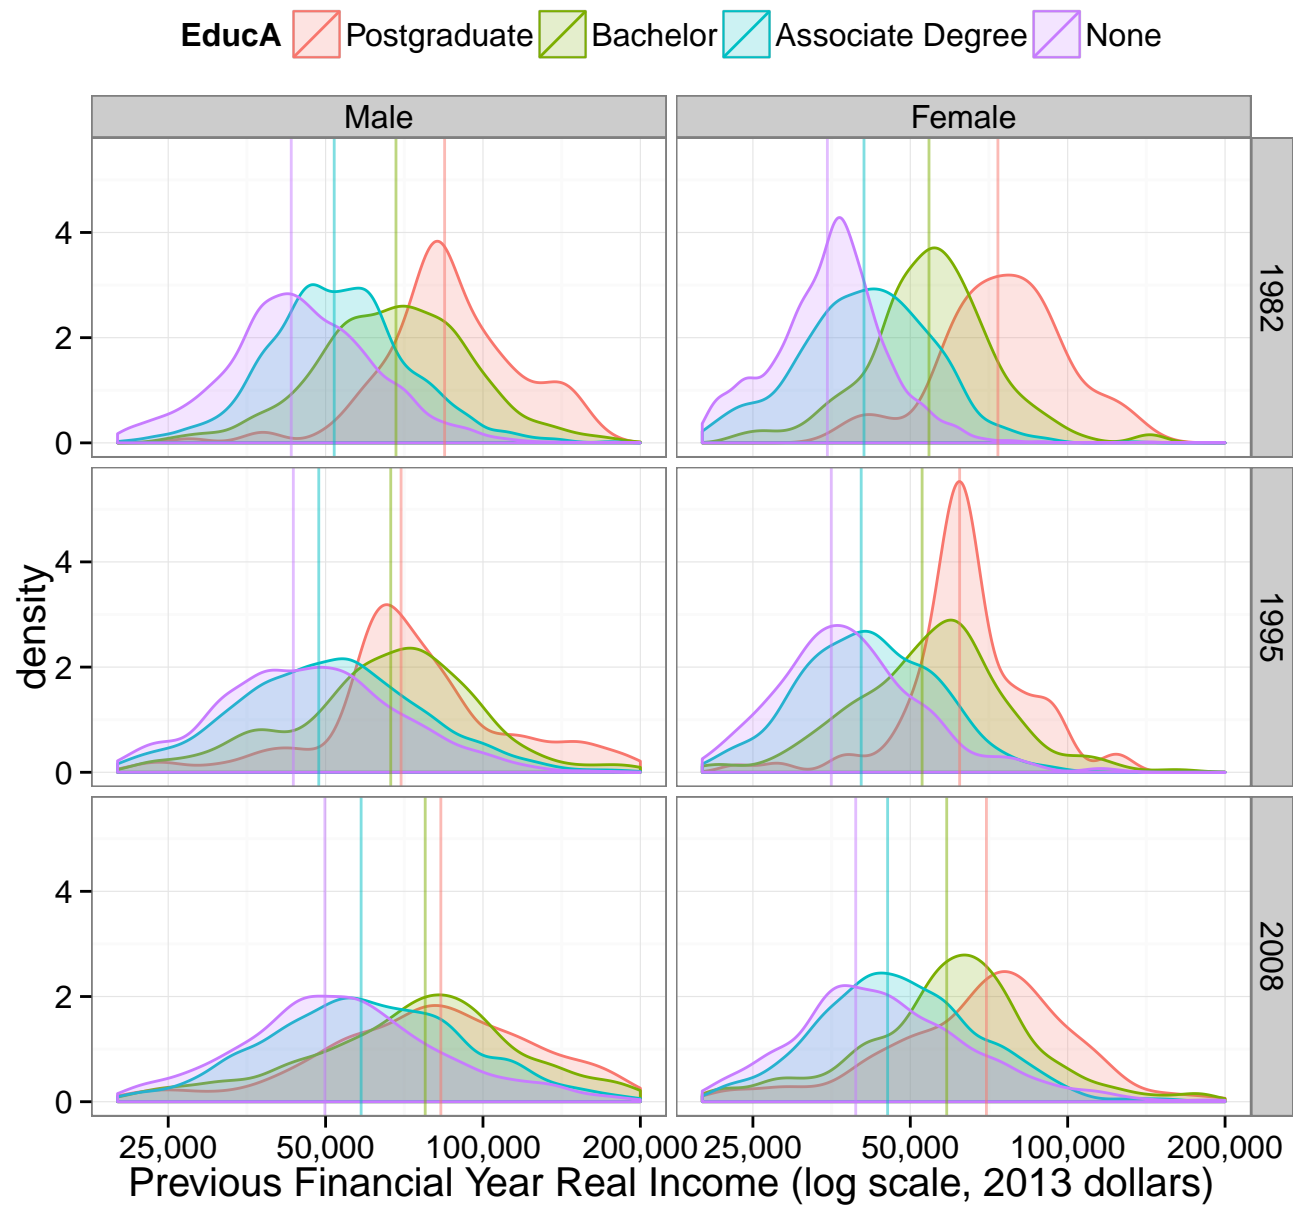 EducA Postgraduate Bachelor Associate Degree None
Male Female
4
2
0
1982
density
4
2
0
1995
4
2
0
2008
25,000 50,000 100,000 200,000 25,000 50,000 100,000 200,000
Previous Financial Year Real Income (log scale, 2013 dollars)